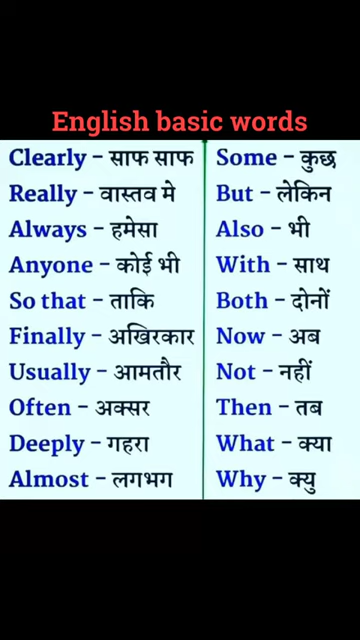 English basic words
Clearly – साफ साफ
Really – वास्तव मे
Always – हमेसा
Anyone – कोई भी
So that – ताकि
Finally – अखिरकार
Usually – आमतौर
Often – अक्सर
Deeply – गहरा
Almost – लगभग
Some – कुछ
But – लेकिन
Also – भी
With – साथ
Both – दोनों
Now – अब
Not – नहीं
Then – तब
What – क्या
Why – क्यु